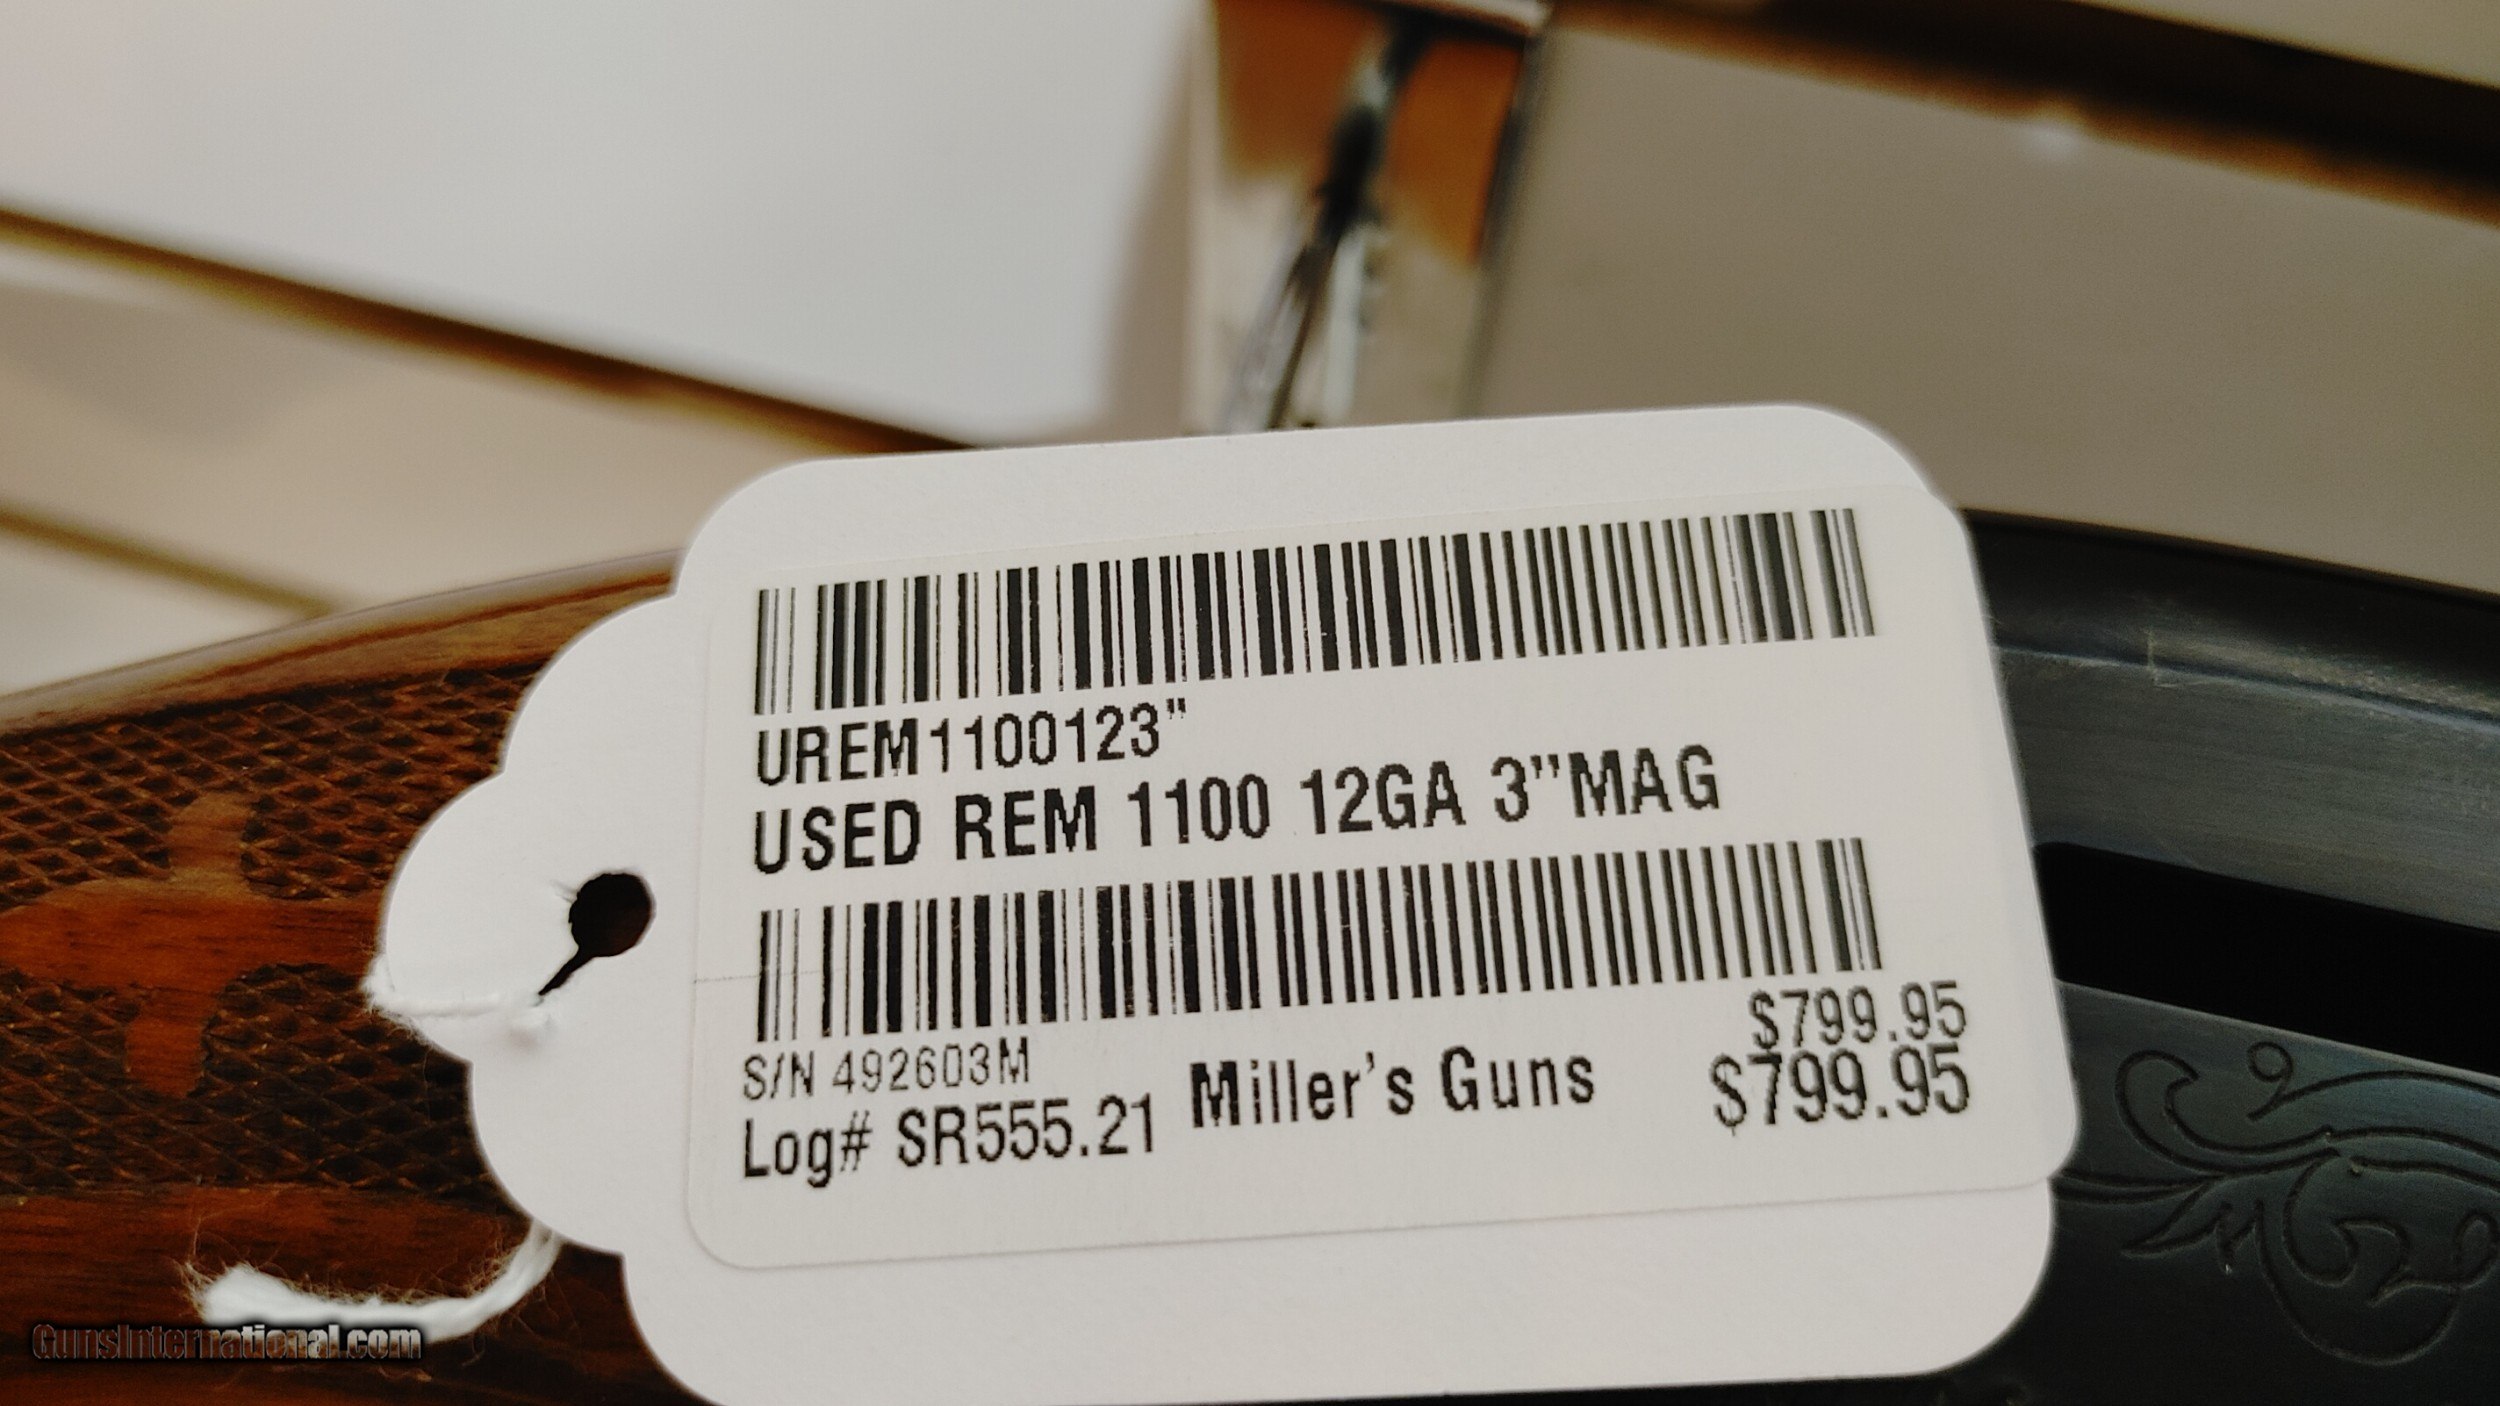 UREM1100123"
USED REM 1100 12GA 3"MAG
$799.95
S/N 492603M
Miller's Guns
$799.95
Log# SR555.21
GunsInternational.com